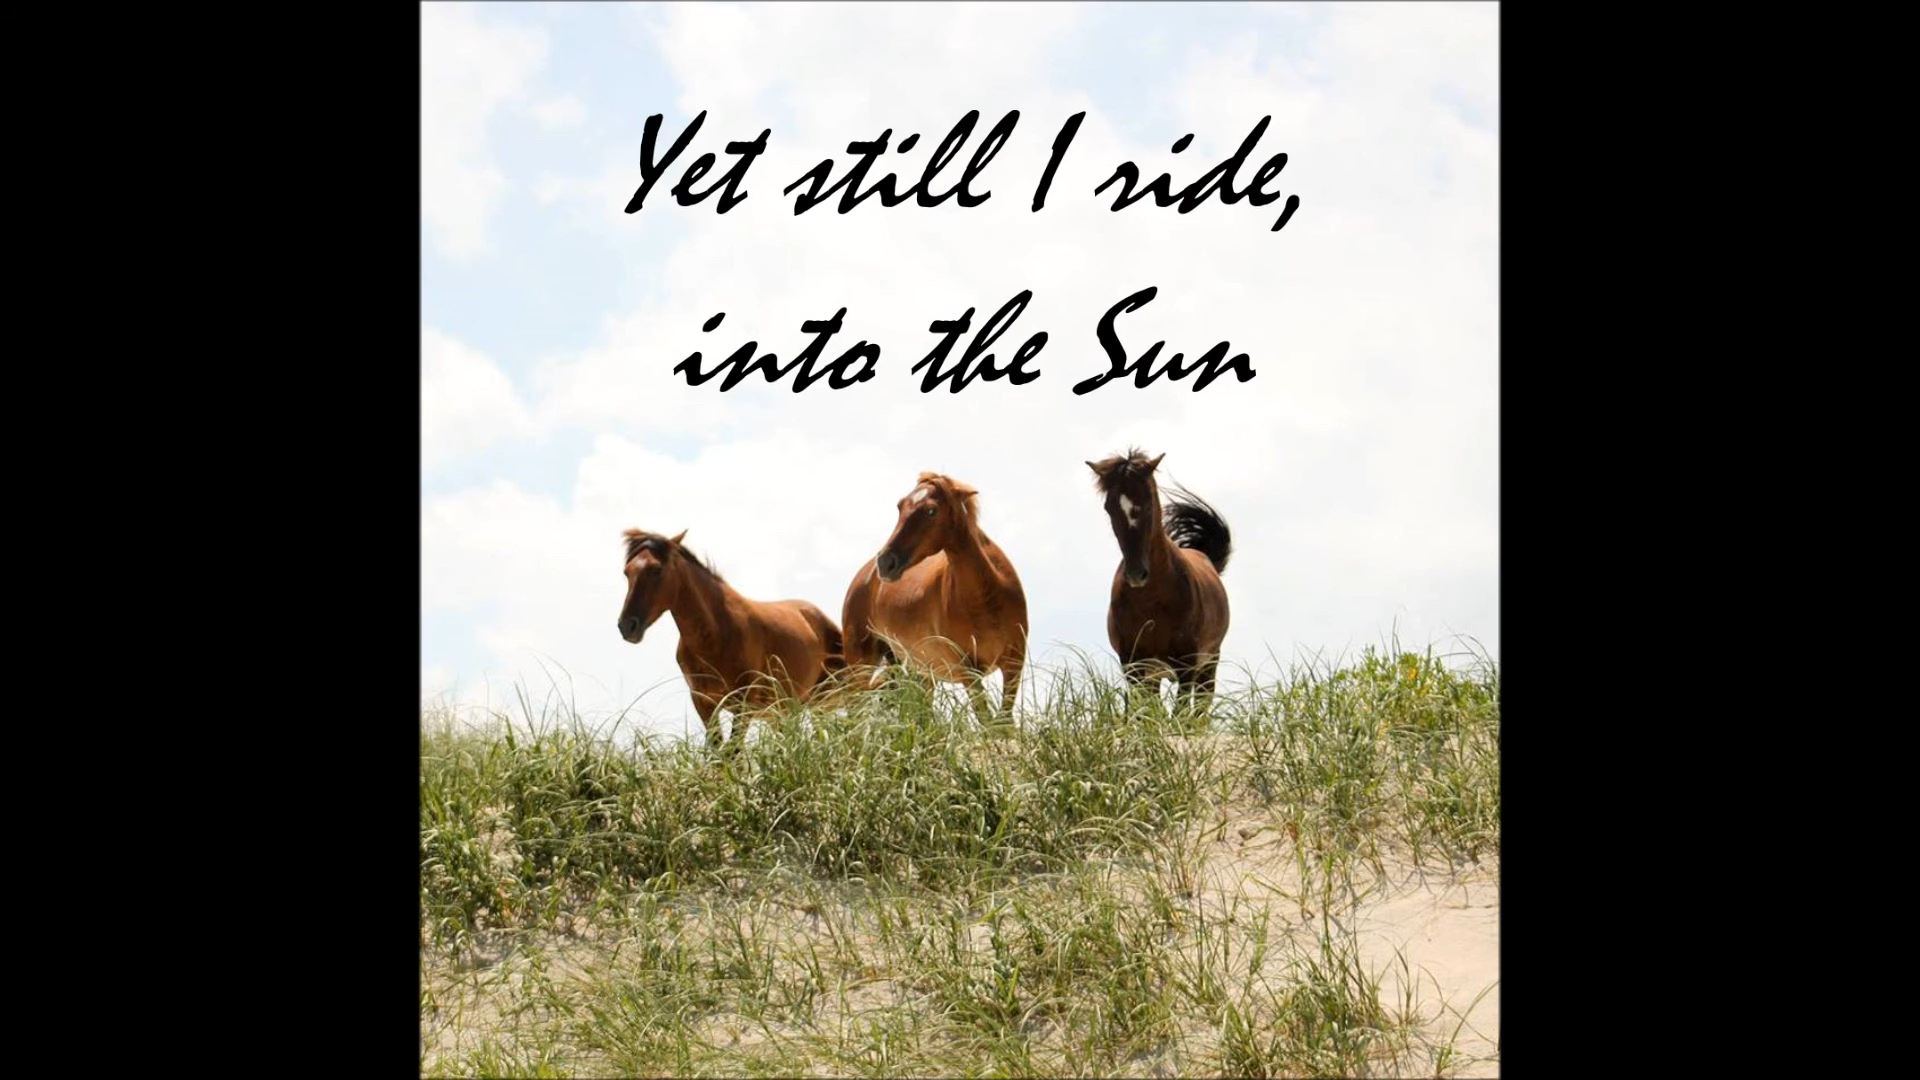 Yet still I ride,
into the Sun